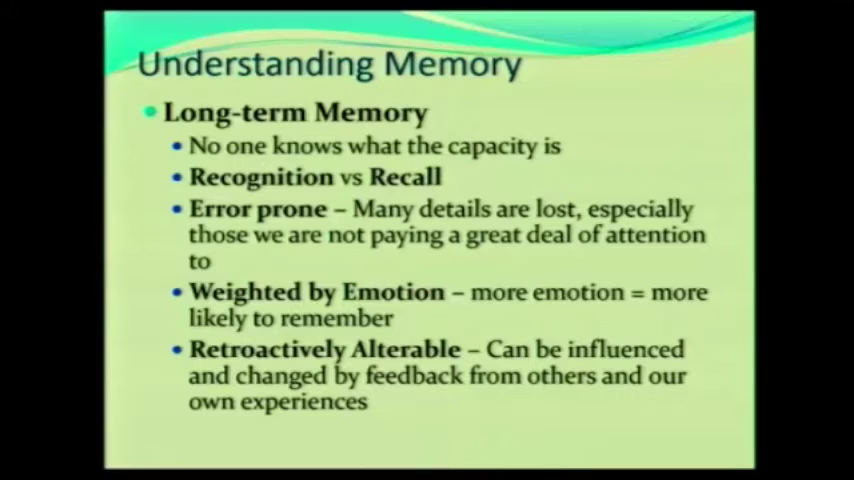 Understanding Memory
• Long-term Memory
• No one knows what the capacity is
• Recognition vs Recall
• Error prone – Many details are lost, especially
those we are not paying a great deal of attention
to
• Weighted by Emotion – more emotion = more
likely to remember
• Retroactively Alterable – Can be influenced
and changed by feedback from others and our
own experiences